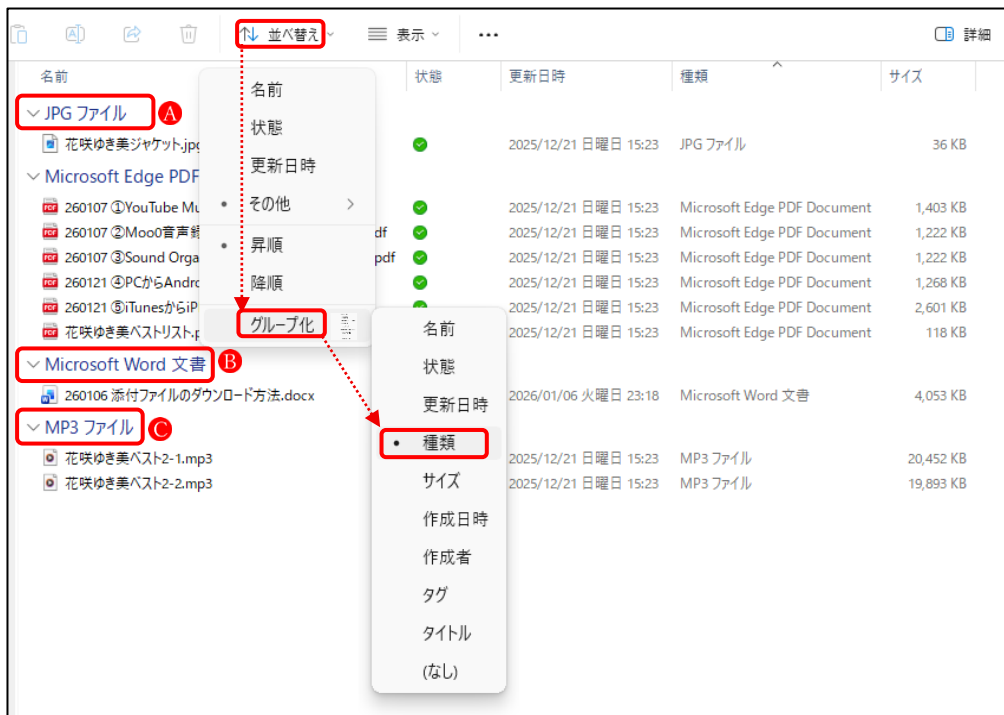 並べ替え 表示 ... 詳細
名前 状態 更新日時 種類 サイズ
JPG ファイル A
花咲ゆき美ジャケット.jpg 2025/12/21 日曜日 15:23 JPG ファイル 36 KB
Microsoft Edge PDF
260107 ①YouTube Mu 2025/12/21 日曜日 15:23 Microsoft Edge PDF Document 1,403 KB
260107 ②Moo0音声録 df 2025/12/21 日曜日 15:23 Microsoft Edge PDF Document 1,222 KB
260107 ③Sound Orga pdf 2025/12/21 日曜日 15:23 Microsoft Edge PDF Document 1,222 KB
260121 ④PCからAndro 2025/12/21 日曜日 15:23 Microsoft Edge PDF Document 1,268 KB
260121 ⑤iTunesからiP 2025/12/21 日曜日 15:23 Microsoft Edge PDF Document 2,601 KB
花咲ゆき美ベストリスト.p 2025/12/21 日曜日 15:23 Microsoft Edge PDF Document 118 KB
Microsoft Word 文書 B
260106 添付ファイルのダウンロード方法.docx 2026/01/06 火曜日 23:18 Microsoft Word 文書 4,053 KB
MP3 ファイル C
花咲ゆき美ベスト2-1.mp3 2025/12/21 日曜日 15:23 MP3 ファイル 20,452 KB
花咲ゆき美ベスト2-2.mp3 2025/12/21 日曜日 15:23 MP3 ファイル 19,893 KB
名前
状態
更新日時
その他
昇順
降順
グループ化
名前
状態
更新日時
種類
サイズ
作成日時
作成者
タグ
タイトル
(なし)